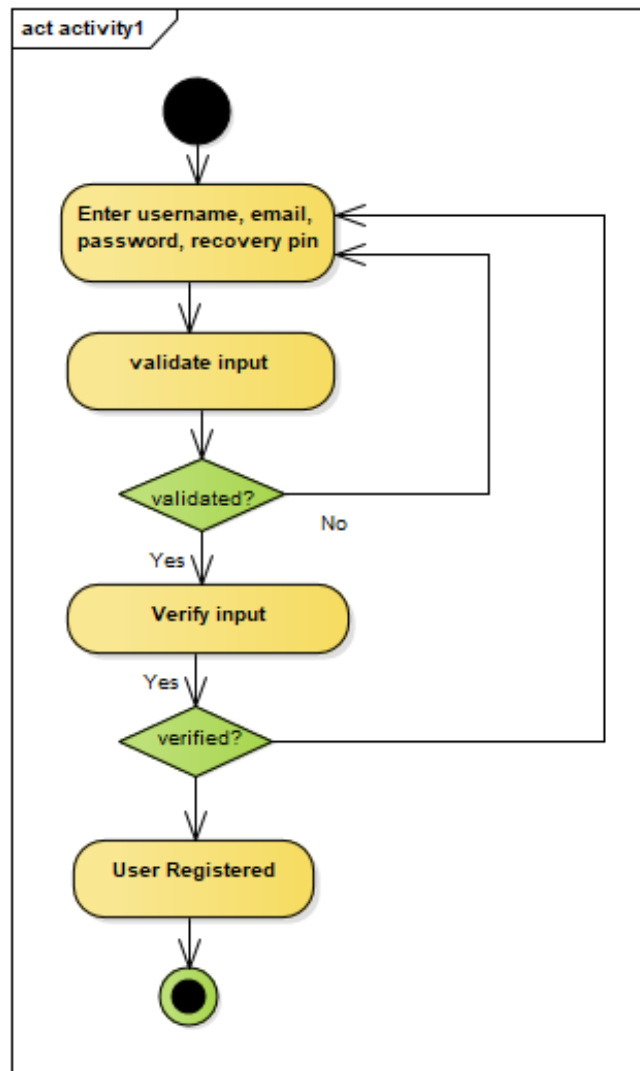 act activity1
Enter username, email,
password, recovery pin
validate input
validated?
No
Yes
Verify input
Yes
verified?
User Registered